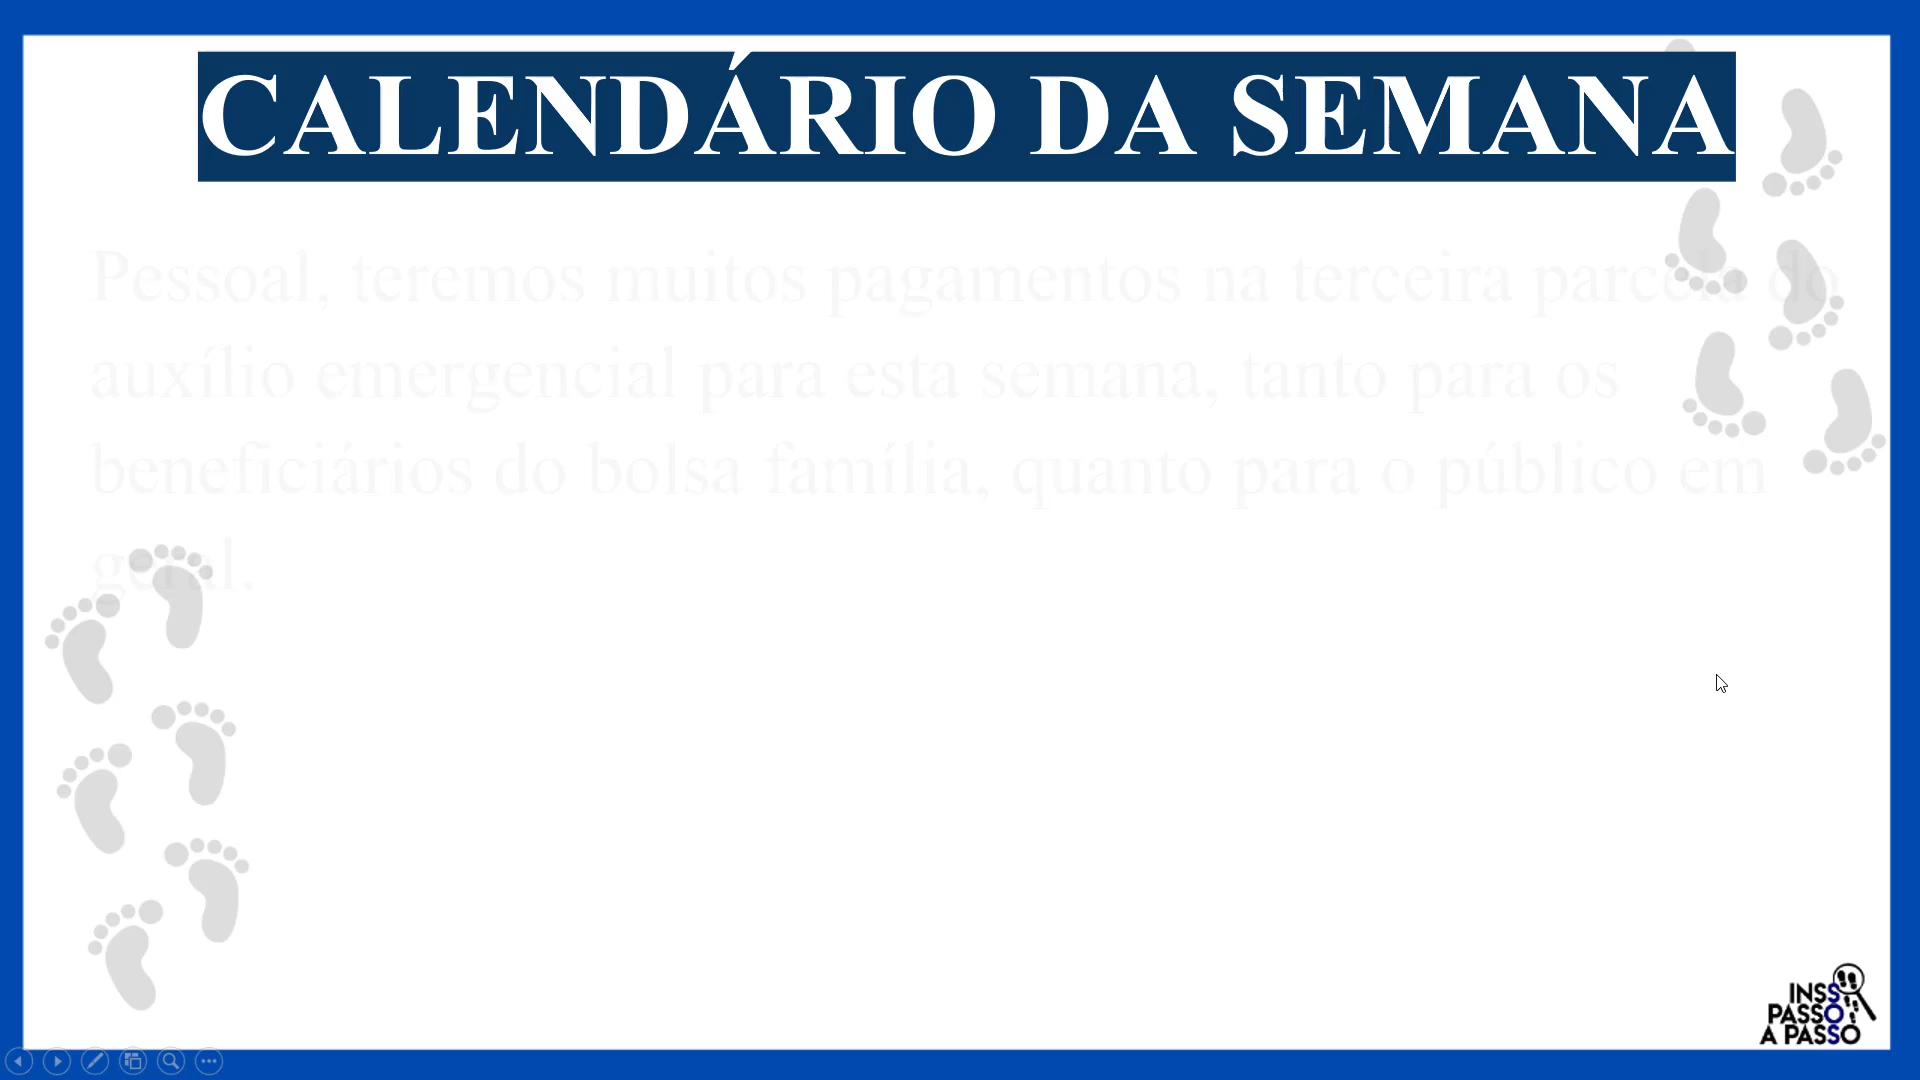 CALENDÁRIO DA SEMANA
Pessoal, teremos muitos pagamentos na terceira parcela do
auxílio emergencial para esta semana, tanto para os
beneficiários do bolsa família, quanto para o público em
geral.
INSS
PASSO
A PASSO